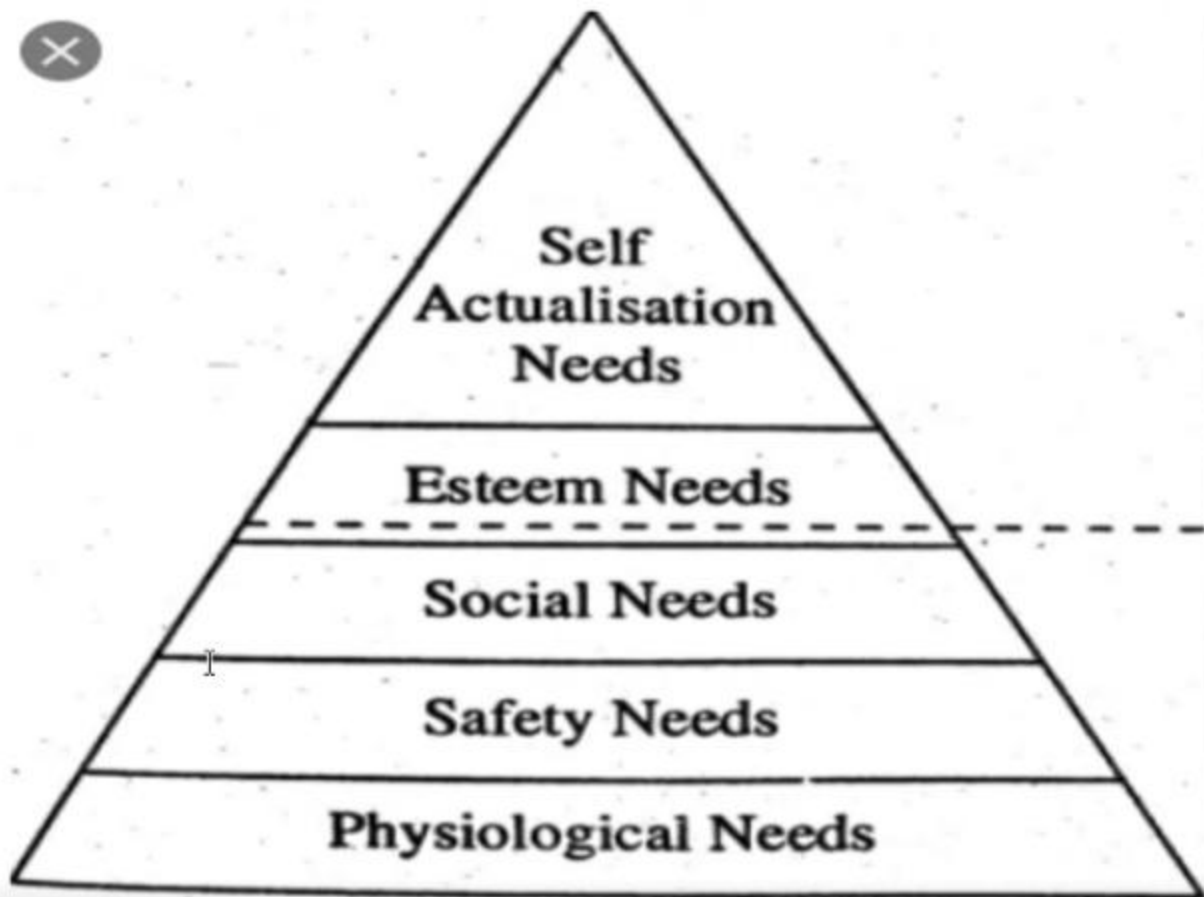 Self
Actualisation
Needs
Esteem Needs
Social Needs
Safety Needs
Physiological Needs